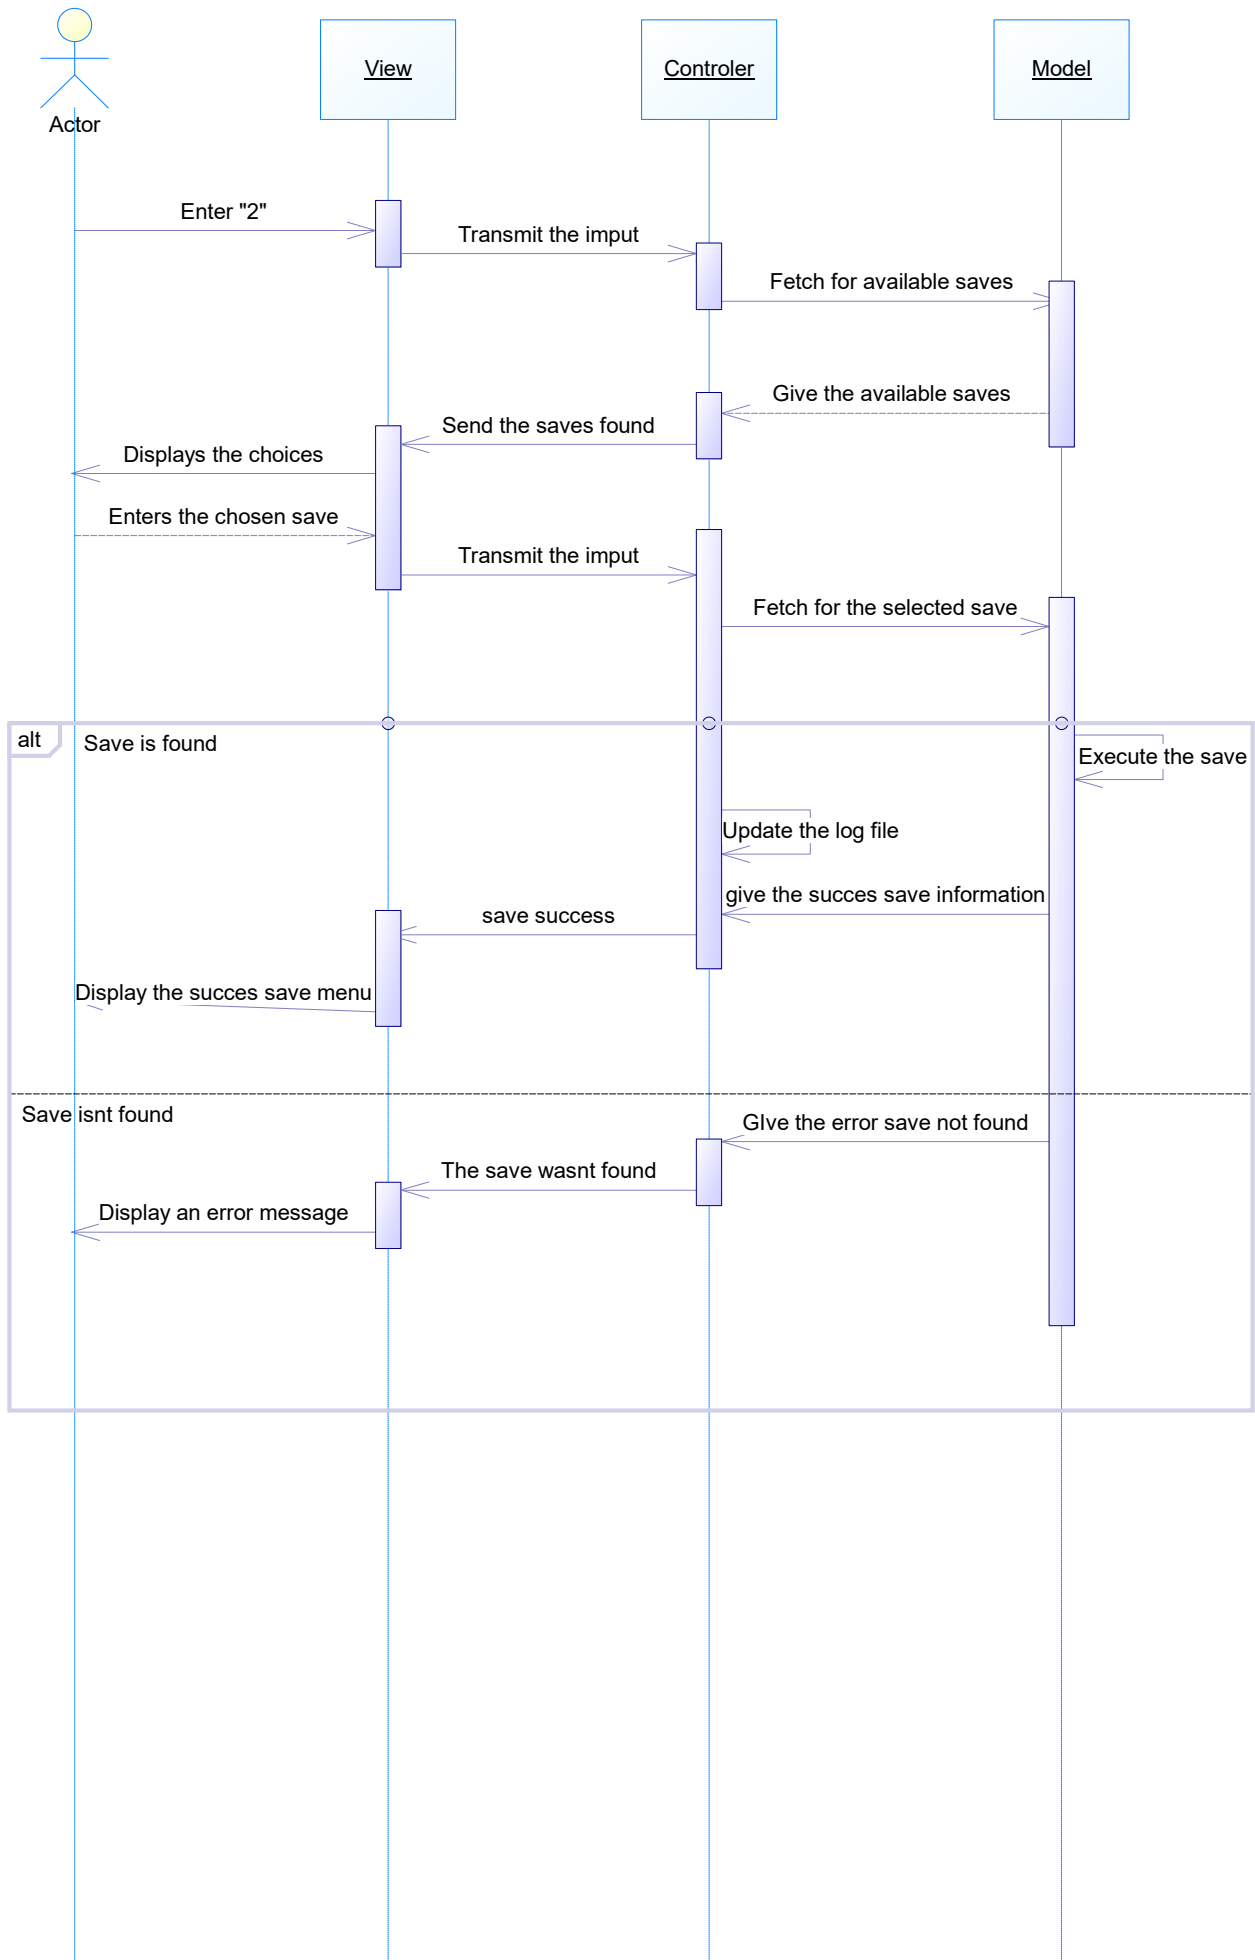 Actor
View
Controler
Model
Enter "2"
Transmit the imput
Fetch for available saves
Give the available saves
Send the saves found
Displays the choices
Enters the chosen save
Transmit the imput
Fetch for the selected save
alt
Save is found
Execute the save
Update the log file
give the succes save information
save success
Display the succes save menu
Save isnt found
GIve the error save not found
The save wasnt found
Display an error message